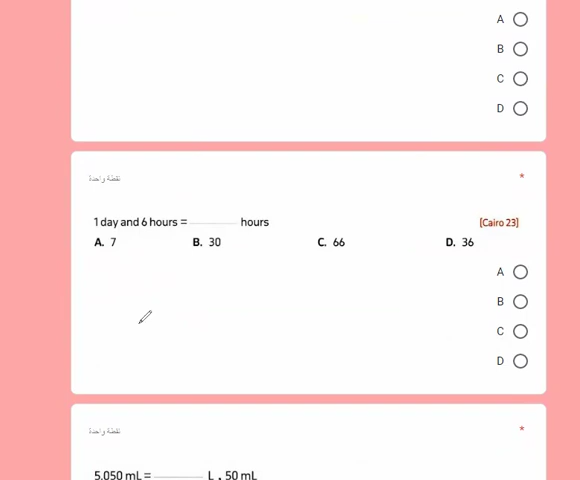 A
B
C
D
نقطة واحدة
*
1 day and 6 hours = ............ hours [Cairo 23]
A. 7 B. 30 C. 66 D. 36
A
B
C
D
نقطة واحدة
*
5,050 mL = ............ L , 50 mL